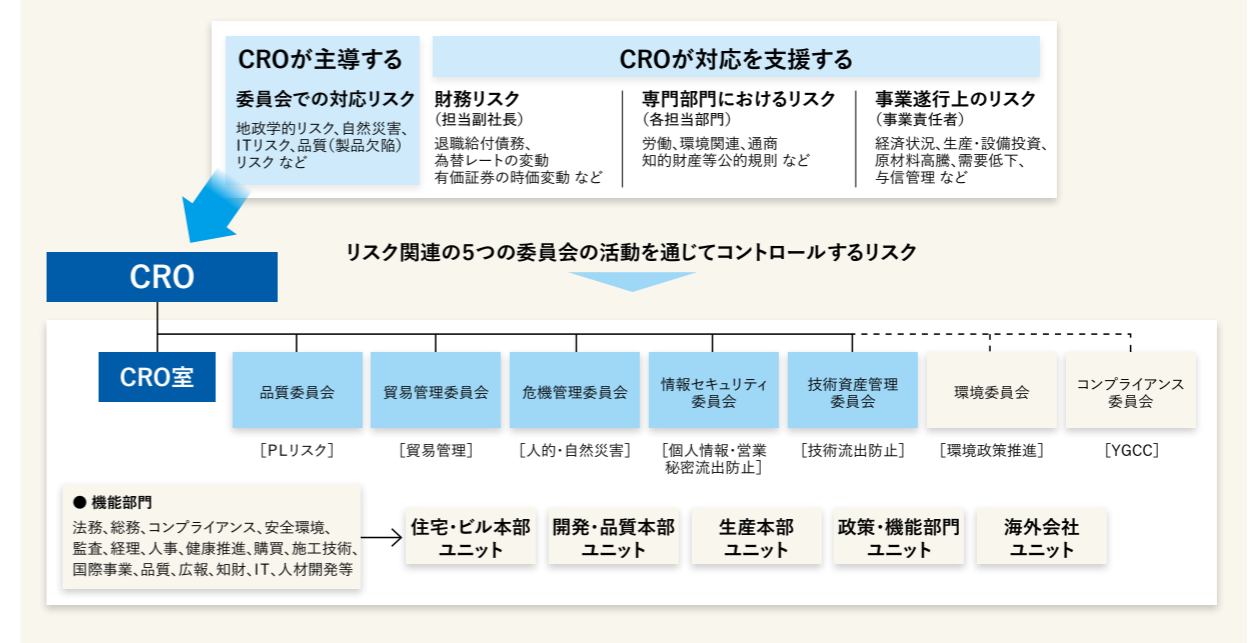 CROが主導する
委員会での対応リスク
地政学的リスク、自然災害、
ITリスク、品質(製品欠陥)
リスク など
CROが対応を支援する
財務リスク
(担当副社長)
退職給付債務、
為替レートの変動
有価証券の時価変動 など
専門部門におけるリスク
(各担当部門)
労働、環境関連、通商
知的財産等公的規則 など
事業遂行上のリスク
(事業責任者)
経済状況、生産・設備投資、
原材料高騰、需要低下、
与信管理 など
リスク関連の5つの委員会の活動を通じてコントロールするリスク
CRO
CRO室
品質委員会
[PLリスク]
貿易管理委員会
[貿易管理]
危機管理委員会
[人的・自然災害]
情報セキュリティ
委員会
[個人情報・営業
秘密流出防止]
技術資産管理
委員会
[技術流出防止]
環境委員会
[環境政策推進]
コンプライアンス
委員会
[YGCC]
● 機能部門
法務、総務、コンプライアンス、安全環境、
監査、経理、人事、健康推進、購買、施工技術、
国際事業、品質、広報、知財、IT、人材開発等
住宅・ビル本部
ユニット
開発・品質本部
ユニット
生産本部
ユニット
政策・機能部門
ユニット
海外会社
ユニット